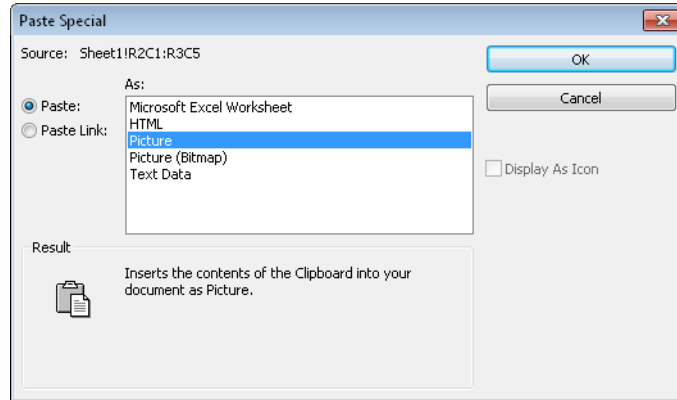 Paste Special
Source: Sheet1!R2C1:R3C5
OK
As:
Paste:
Microsoft Excel Worksheet
Cancel
Paste Link:
HTML
Picture
Picture (Bitmap)
Display As Icon
Text Data
Result
Inserts the contents of the Clipboard into your
document as Picture.